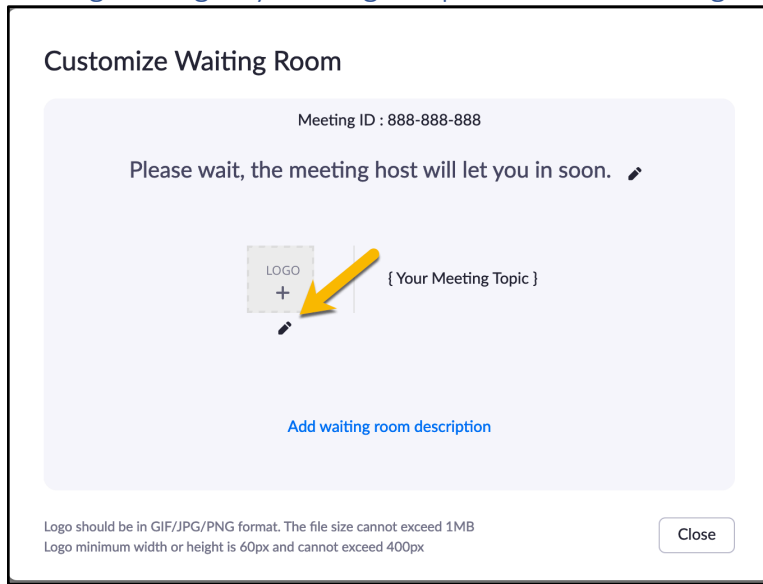 Customize Waiting Room
Meeting ID : 888-888-888
Please wait, the meeting host will let you in soon.
LOGO
+
{ Your Meeting Topic }
Add waiting room description
Logo should be in GIF/JPG/PNG format. The file size cannot exceed 1MB
Logo minimum width or height is 60px and cannot exceed 400px
Close